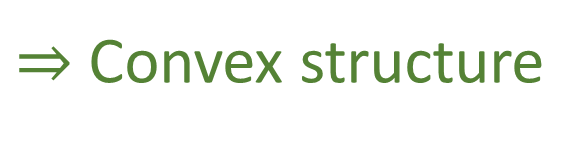 ⇒ Convex structure